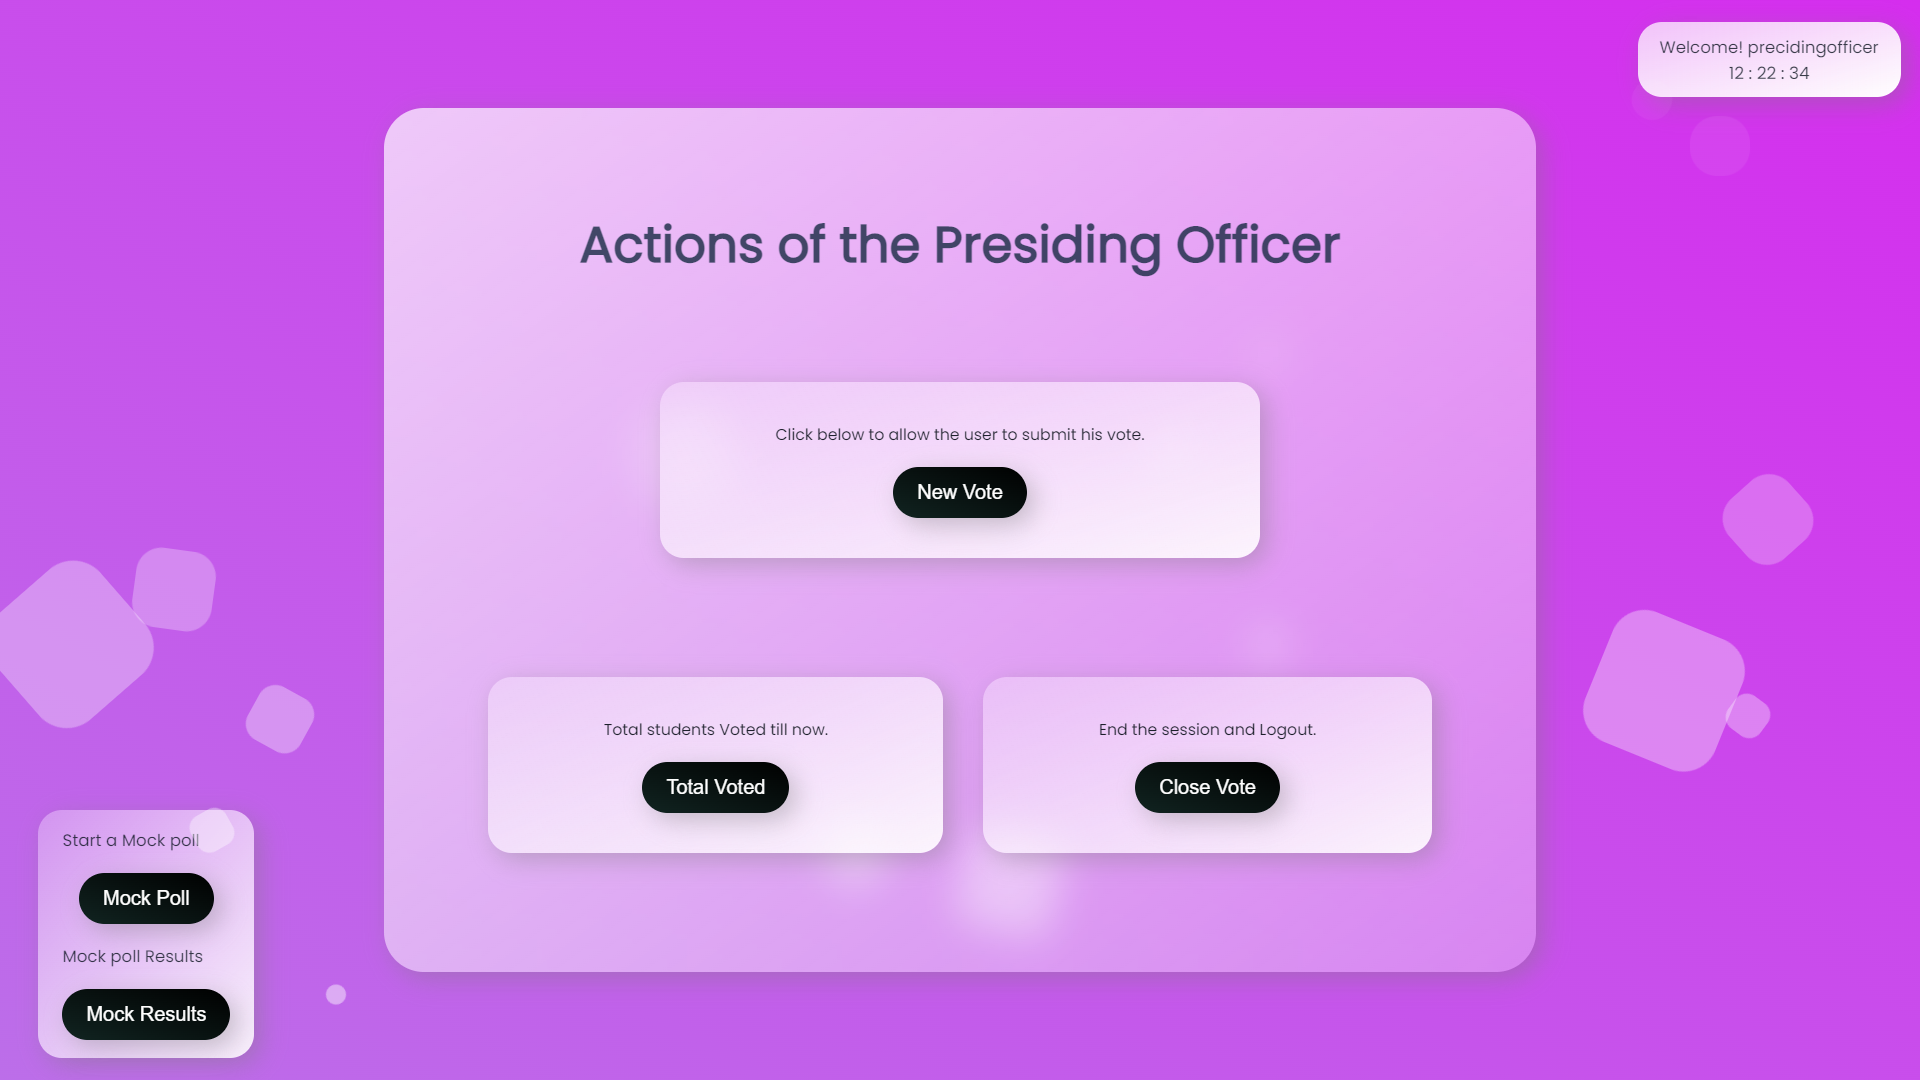 Welcome! precidingofficer
12 : 22 : 34
Actions of the Presiding Officer
Click below to allow the user to submit his vote.
New Vote
Total students Voted till now.
Total Voted
End the session and Logout.
Close Vote
Start a Mock poll
Mock Poll
Mock poll Results
Mock Results